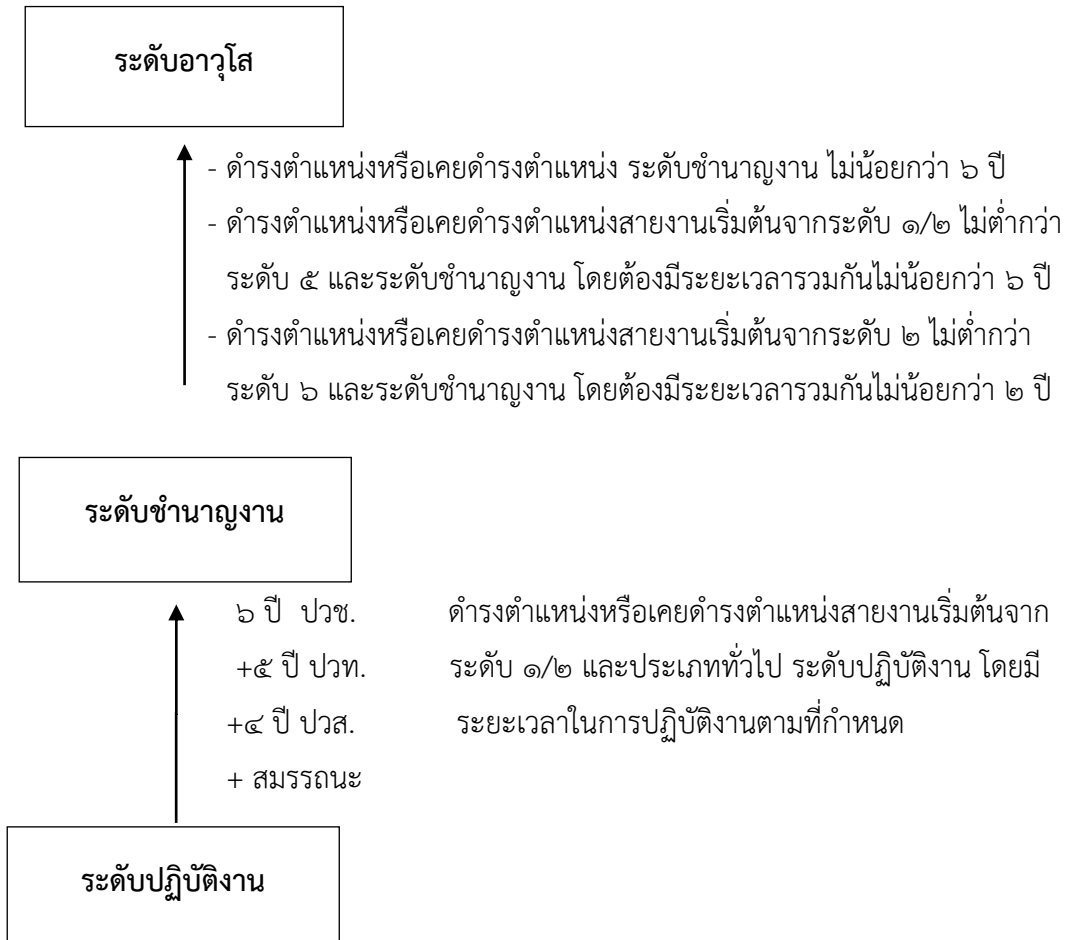 ระดับอาวุโส
- ดำรงตำแหน่งหรือเคยดำรงตำแหน่ง ระดับชำนาญงาน ไม่น้อยกว่า ๖ ปี
- ดำรงตำแหน่งหรือเคยดำรงตำแหน่งสายงานเริ่มต้นจากระดับ ๑/๒ ไม่ต่ำกว่า
ระดับ ๕ และระดับชำนาญงาน โดยต้องมีระยะเวลารวมกันไม่น้อยกว่า ๖ ปี
- ดำรงตำแหน่งหรือเคยดำรงตำแหน่งสายงานเริ่มต้นจากระดับ ๒ ไม่ต่ำกว่า
ระดับ ๖ และระดับชำนาญงาน โดยต้องมีระยะเวลารวมกันไม่น้อยกว่า ๒ ปี
ระดับชำนาญงาน
๖ ปี ปวช. ดำรงตำแหน่งหรือเคยดำรงตำแหน่งสายงานเริ่มต้นจาก
+๕ ปี ปวท. ระดับ ๑/๒ และประเภททั่วไป ระดับปฏิบัติงาน โดยมี
+๔ ปี ปวส. ระยะเวลาในการปฏิบัติงานตามที่กำหนด
+ สมรรถนะ
ระดับปฏิบัติงาน